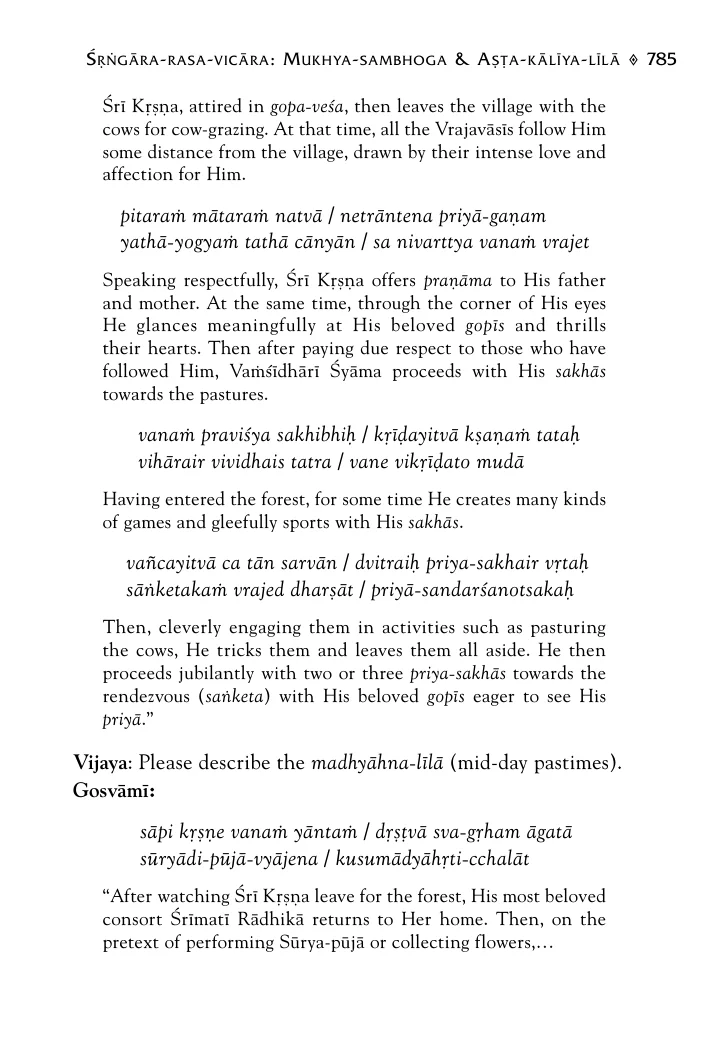 Śṛṅgāra-rasa-vicāra: Mukhya-sambhoga & Aṣṭa-kālīya-līlā ◈ 785
Śrī Kṛṣṇa, attired in gopa-veśa, then leaves the village with the
cows for cow-grazing. At that time, all the Vrajavāsīs follow Him
some distance from the village, drawn by their intense love and
affection for Him.
pitaraṁ mātaraṁ natvā / netrāntena priyā-gaṇam
yathā-yogyaṁ tathā cānyān / sa nivarttya vanaṁ vrajet
Speaking respectfully, Śrī Kṛṣṇa offers praṇāma to His father
and mother. At the same time, through the corner of His eyes
He glances meaningfully at His beloved gopīs and thrills
their hearts. Then after paying due respect to those who have
followed Him, Vaṁśīdhārī Śyāma proceeds with His sakhās
towards the pastures.
vanaṁ praviśya sakhibhiḥ / kṛīḍayitvā kṣaṇaṁ tataḥ
vihārair vividhais tatra / vane vikṛīḍato mudā
Having entered the forest, for some time He creates many kinds
of games and gleefully sports with His sakhās.
vañcayitvā ca tān sarvān / dvitraiḥ priya-sakhair vṛtaḥ
sāṅketakaṁ vrajed dharṣāt / priyā-sandarśanotsakaḥ
Then, cleverly engaging them in activities such as pasturing
the cows, He tricks them and leaves them all aside. He then
proceeds jubilantly with two or three priya-sakhās towards the
rendezvous (saṅketa) with His beloved gopīs eager to see His
priyā.”
Vijaya: Please describe the madhyāhna-līlā (mid-day pastimes).
Gosvāmī:
sāpi kṛṣṇe vanaṁ yāntaṁ / dṛṣṭvā sva-gṛham āgatā
sūryādi-pūjā-vyājena / kusumādyāhṛti-cchalāt
“After watching Śrī Kṛṣṇa leave for the forest, His most beloved
consort Śrīmatī Rādhikā returns to Her home. Then, on the
pretext of performing Sūrya-pūjā or collecting flowers,…